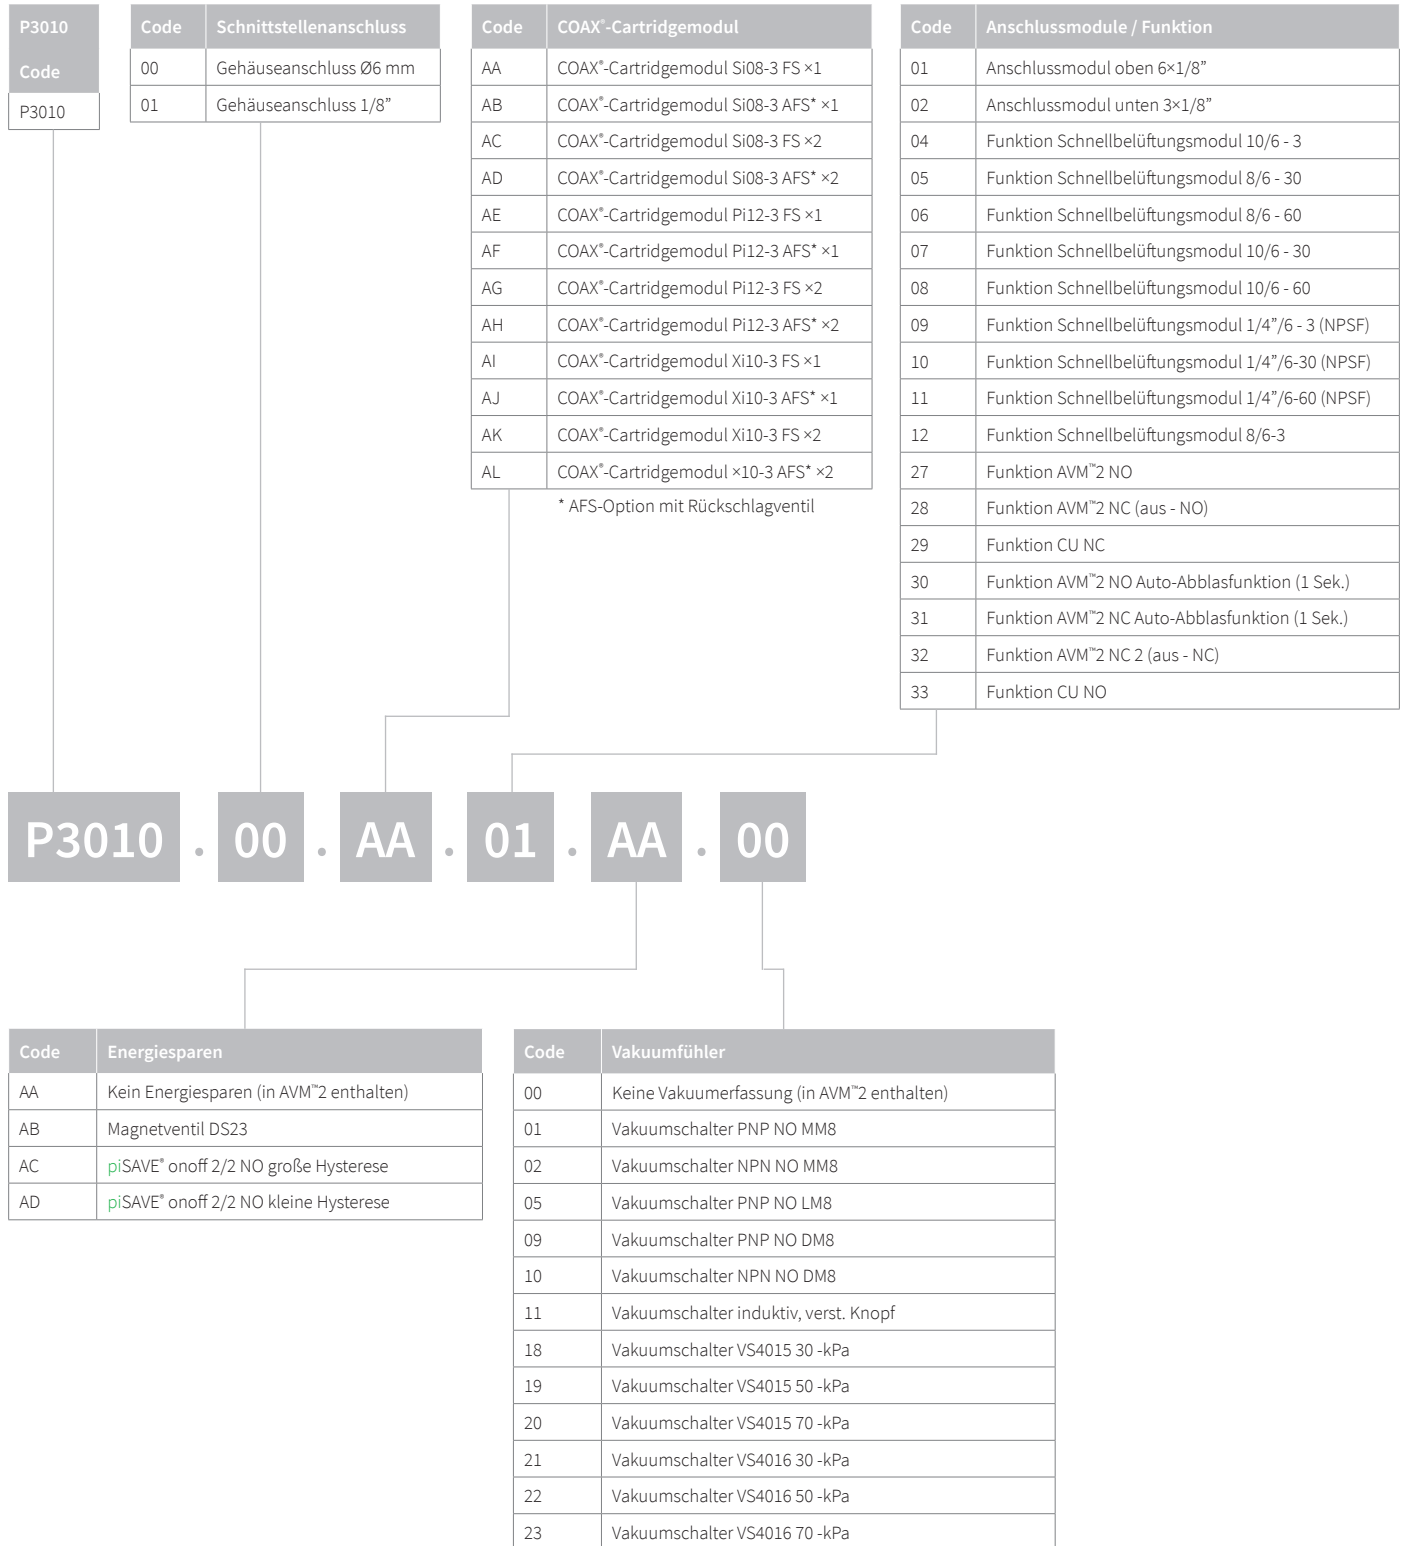 P3010
Code
P3010
Code Schnittstellenanschluss
00 Gehäuseanschluss Ø6 mm
01 Gehäuseanschluss 1/8”
Code COAX®-Cartridgemodul
AA COAX®-Cartridgemodul Si08-3 FS ×1
AB COAX®-Cartridgemodul Si08-3 AFS* ×1
AC COAX®-Cartridgemodul Si08-3 FS ×2
AD COAX®-Cartridgemodul Si08-3 AFS* ×2
AE COAX®-Cartridgemodul Pi12-3 FS ×1
AF COAX®-Cartridgemodul Pi12-3 AFS* ×1
AG COAX®-Cartridgemodul Pi12-3 FS ×2
AH COAX®-Cartridgemodul Pi12-3 AFS* ×2
AI COAX®-Cartridgemodul Xi10-3 FS ×1
AJ COAX®-Cartridgemodul Xi10-3 AFS* ×1
AK COAX®-Cartridgemodul Xi10-3 FS ×2
AL COAX®-Cartridgemodul ×10-3 AFS* ×2
* AFS-Option mit Rückschlagventil
Code Anschlussmodule / Funktion
01 Anschlussmodul oben 6×1/8”
02 Anschlussmodul unten 3×1/8”
04 Funktion Schnellbelüftungsmodul 10/6 - 3
05 Funktion Schnellbelüftungsmodul 8/6 - 30
06 Funktion Schnellbelüftungsmodul 8/6 - 60
07 Funktion Schnellbelüftungsmodul 10/6 - 30
08 Funktion Schnellbelüftungsmodul 10/6 - 60
09 Funktion Schnellbelüftungsmodul 1/4”/6 - 3 (NPSF)
10 Funktion Schnellbelüftungsmodul 1/4”/6-30 (NPSF)
11 Funktion Schnellbelüftungsmodul 1/4”/6-60 (NPSF)
12 Funktion Schnellbelüftungsmodul 8/6-3
27 Funktion AVM™2 NO
28 Funktion AVM™2 NC (aus - NO)
29 Funktion CU NC
30 Funktion AVM™2 NO Auto-Abblasfunktion (1 Sek.)
31 Funktion AVM™2 NC Auto-Abblasfunktion (1 Sek.)
32 Funktion AVM™2 NC 2 (aus - NC)
33 Funktion CU NO
P3010 . 00 . AA . 01 . AA . 00
Code Energiesparen
AA Kein Energiesparen (in AVM™2 enthalten)
AB Magnetventil DS23
AC piSAVE® onoff 2/2 NO große Hysterese
AD piSAVE® onoff 2/2 NO kleine Hysterese
Code Vakuumfühler
00 Keine Vakuumerfassung (in AVM™2 enthalten)
01 Vakuumschalter PNP NO MM8
02 Vakuumschalter NPN NO MM8
05 Vakuumschalter PNP NO LM8
09 Vakuumschalter PNP NO DM8
10 Vakuumschalter NPN NO DM8
11 Vakuumschalter induktiv, verst. Knopf
18 Vakuumschalter VS4015 30 -kPa
19 Vakuumschalter VS4015 50 -kPa
20 Vakuumschalter VS4015 70 -kPa
21 Vakuumschalter VS4016 30 -kPa
22 Vakuumschalter VS4016 50 -kPa
23 Vakuumschalter VS4016 70 -kPa